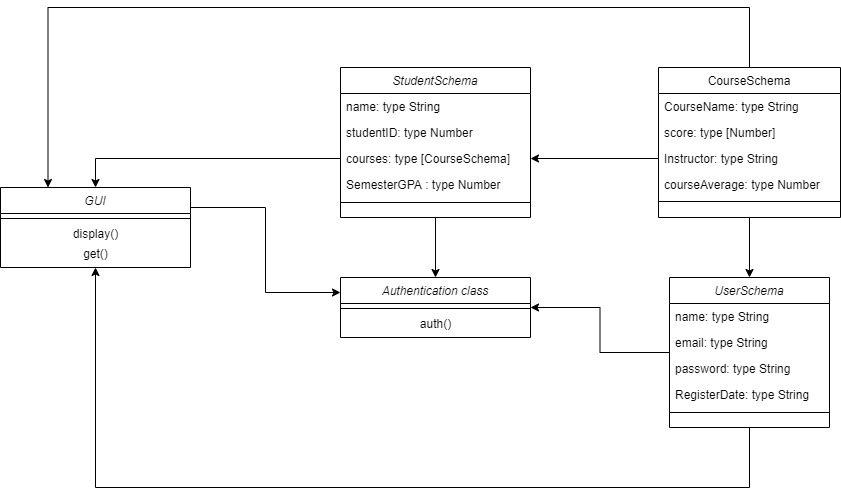 StudentSchema
name: type String
studentID: type Number
courses: type [CourseSchema]
SemesterGPA : type Number
CourseSchema
CourseName: type String
score: type [Number]
Instructor: type String
courseAverage: type Number
GUI
display()
get()
Authentication class
auth()
UserSchema
name: type String
email: type String
password: type String
RegisterDate: type String